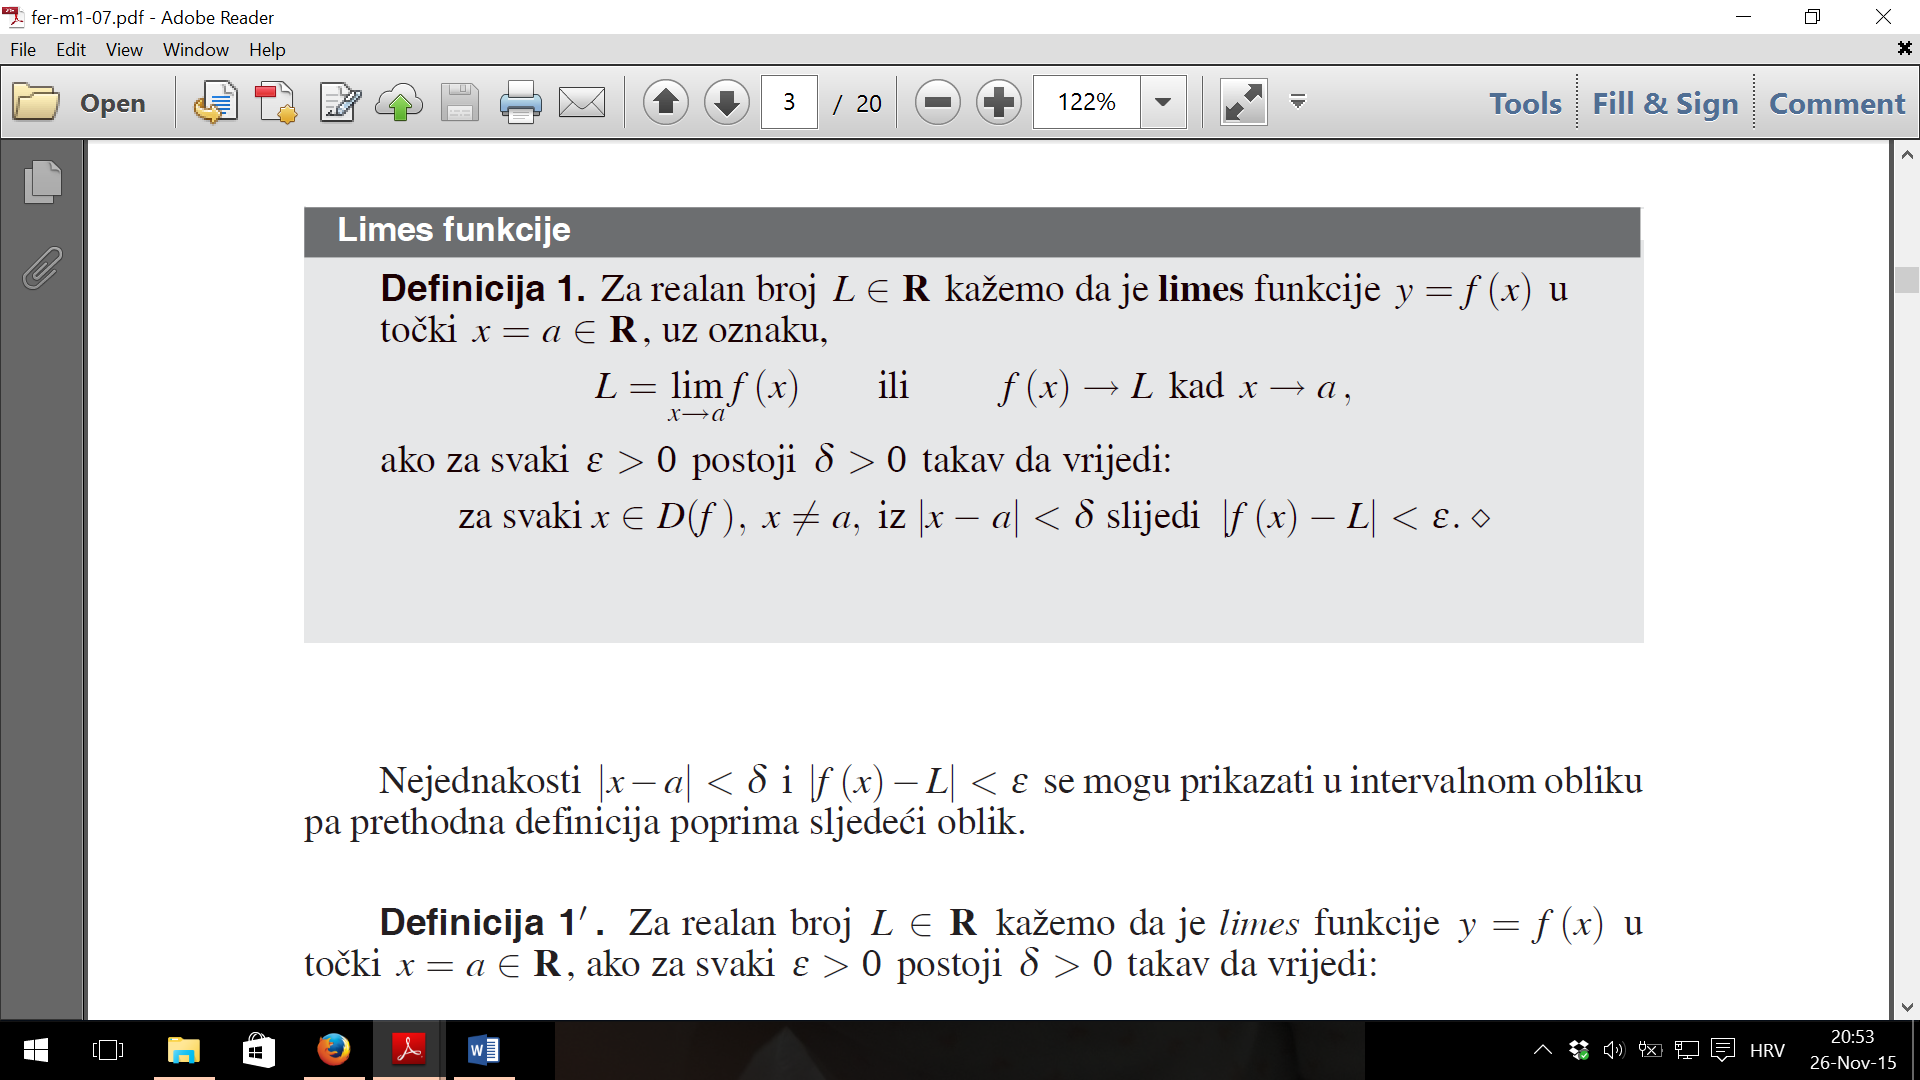 fer-m1-07.pdf - Adobe Reader
File Edit View Window Help
Open 3 / 20 122% Tools Fill & Sign Comment
Limes funkcije
Definicija 1. Za realan broj L ∈ R kažemo da je limes funkcije y = f (x) u
točki x = a ∈ R, uz oznaku,
L = lim f (x) ili f (x) → L kad x → a,
x→a
ako za svaki ε > 0 postoji δ > 0 takav da vrijedi:
za svaki x ∈ D(f), x ≠ a, iz |x − a| < δ slijedi |f (x) − L| < ε. ◇
Nejednakosti |x − a| < δ i |f (x) − L| < ε se mogu prikazati u intervalnom obliku
pa prethodna definicija poprima sljedeći oblik.
Definicija 1′. Za realan broj L ∈ R kažemo da je limes funkcije y = f (x) u
točki x = a ∈ R, ako za svaki ε > 0 postoji δ > 0 takav da vrijedi:
HRV
20:53
26-Nov-15